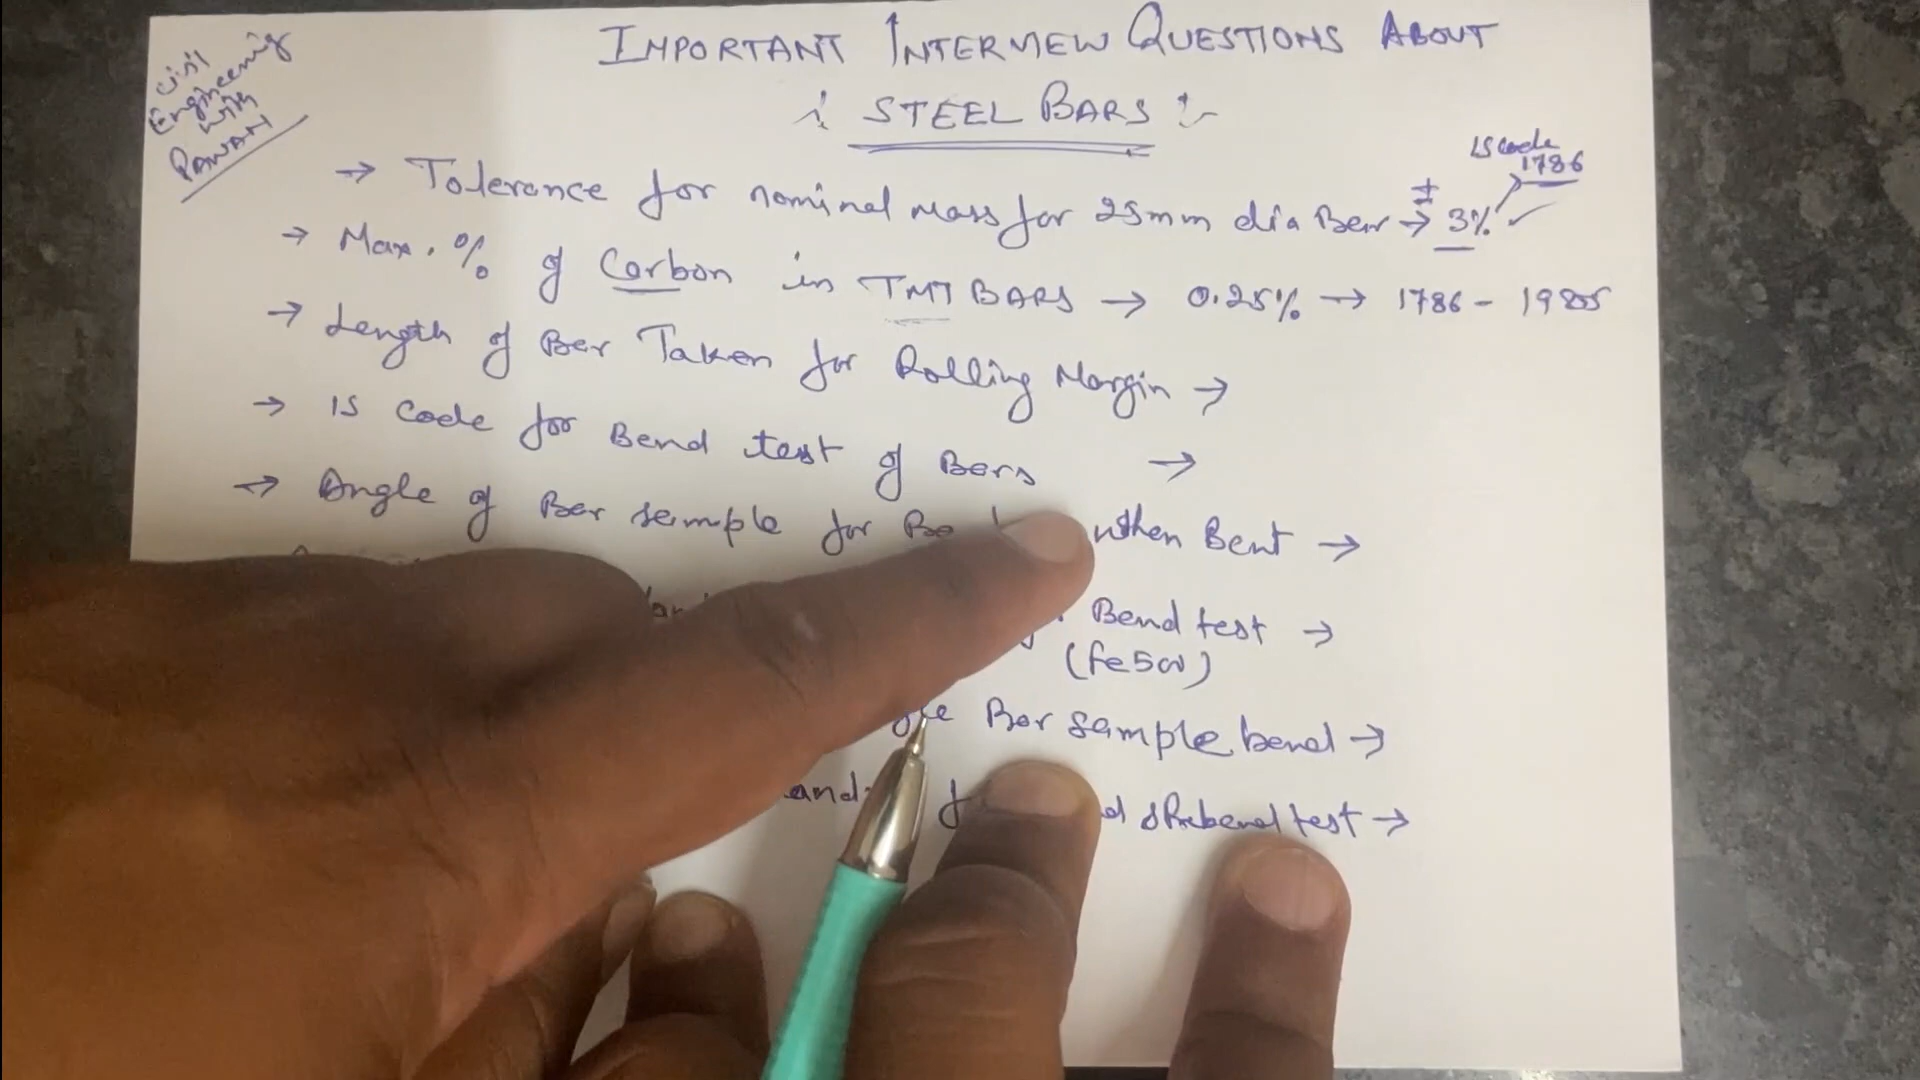 Civil
Engineering
with
PAWAN
IMPORTANT INTERVIEW QUESTIONS ABOUT
: STEEL BARS :-
IS code
1786
→ Tolerance for nominal mass for 25mm dia Bar → ± 3% ✓
→ Max. % of Carbon in TMT BARS → 0.25% → 1786 - 1985
→ Length of Bar Taken for Rolling Margin →
→ IS Code for Bend test of Bars →
→ Angle of Bar sample for when Bent →
Bend test →
(fe500)
Bar sample bend →
& Rebend test →